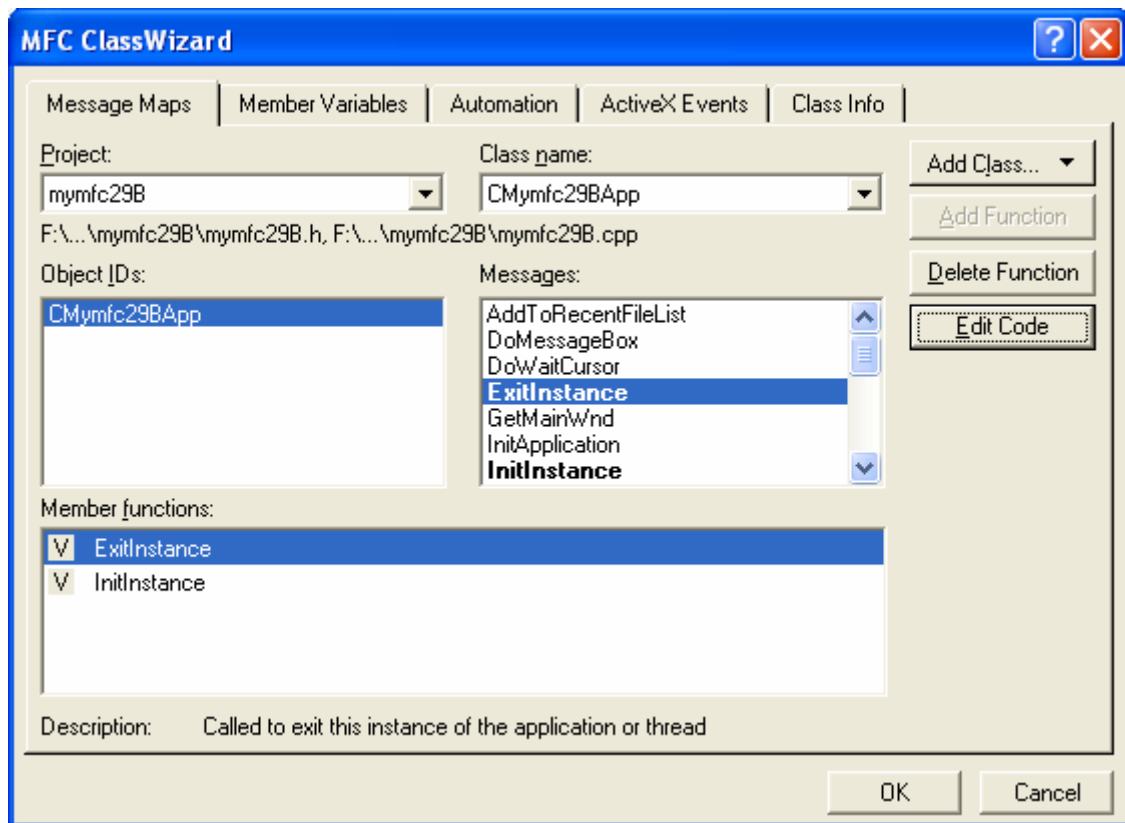 MFC ClassWizard
Message Maps Member Variables Automation ActiveX Events Class Info
Project: Class name:
mymfc29B CMymfc29BApp Add Class...
F:\...\mymfc29B\mymfc29B.h, F:\...\mymfc29B\mymfc29B.cpp Add Function
Object IDs: Messages: Delete Function
CMymfc29BApp AddToRecentFileList Edit Code
DoMessageBox
DoWaitCursor
ExitInstance
GetMainWnd
InitApplication
InitInstance
Member functions:
V ExitInstance
V InitInstance
Description: Called to exit this instance of the application or thread
OK Cancel